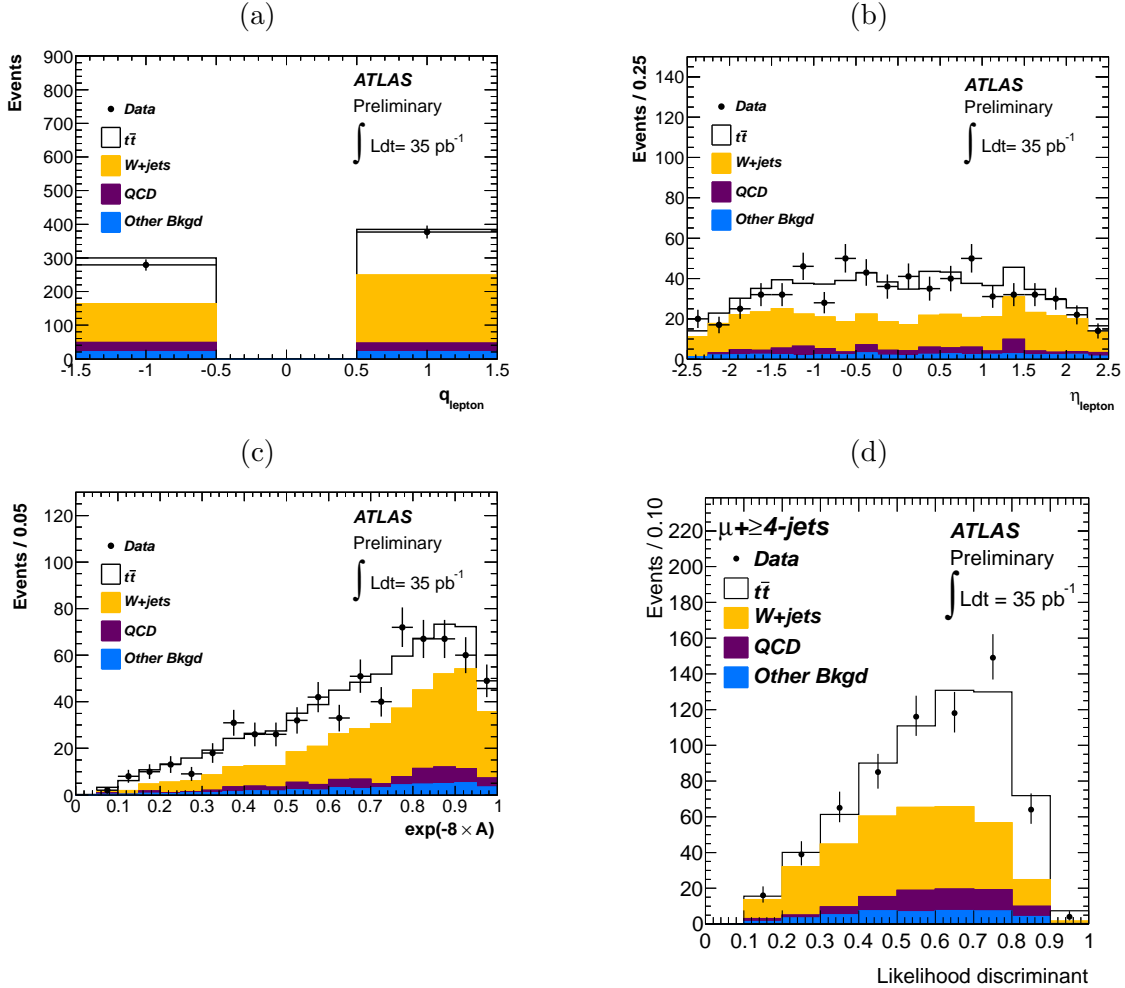 (a)
Events
900
800
700
600
500
400
300
200
100
0
-1.5 -1 -0.5 0 0.5 1 1.5
q_lepton
ATLAS
Preliminary
∫ Ldt= 35 pb⁻¹
Data
tt̄
W+jets
QCD
Other Bkgd
(b)
Events / 0.25
140
120
100
80
60
40
20
0
-2.5 -2 -1.5 -1 -0.5 0 0.5 1 1.5 2 2.5
η_lepton
ATLAS
Preliminary
∫ Ldt= 35 pb⁻¹
Data
tt̄
W+jets
QCD
Other Bkgd
(c)
Events / 0.05
120
100
80
60
40
20
0
0 0.1 0.2 0.3 0.4 0.5 0.6 0.7 0.8 0.9 1
exp(-8 × A)
ATLAS
Preliminary
∫ Ldt= 35 pb⁻¹
Data
tt̄
W+jets
QCD
Other Bkgd
(d)
Events / 0.10
220
200
180
160
140
120
100
80
60
40
20
0
0 0.1 0.2 0.3 0.4 0.5 0.6 0.7 0.8 0.9 1
Likelihood discriminant
μ+≥4-jets
ATLAS
Preliminary
∫ Ldt = 35 pb⁻¹
Data
tt̄
W+jets
QCD
Other Bkgd